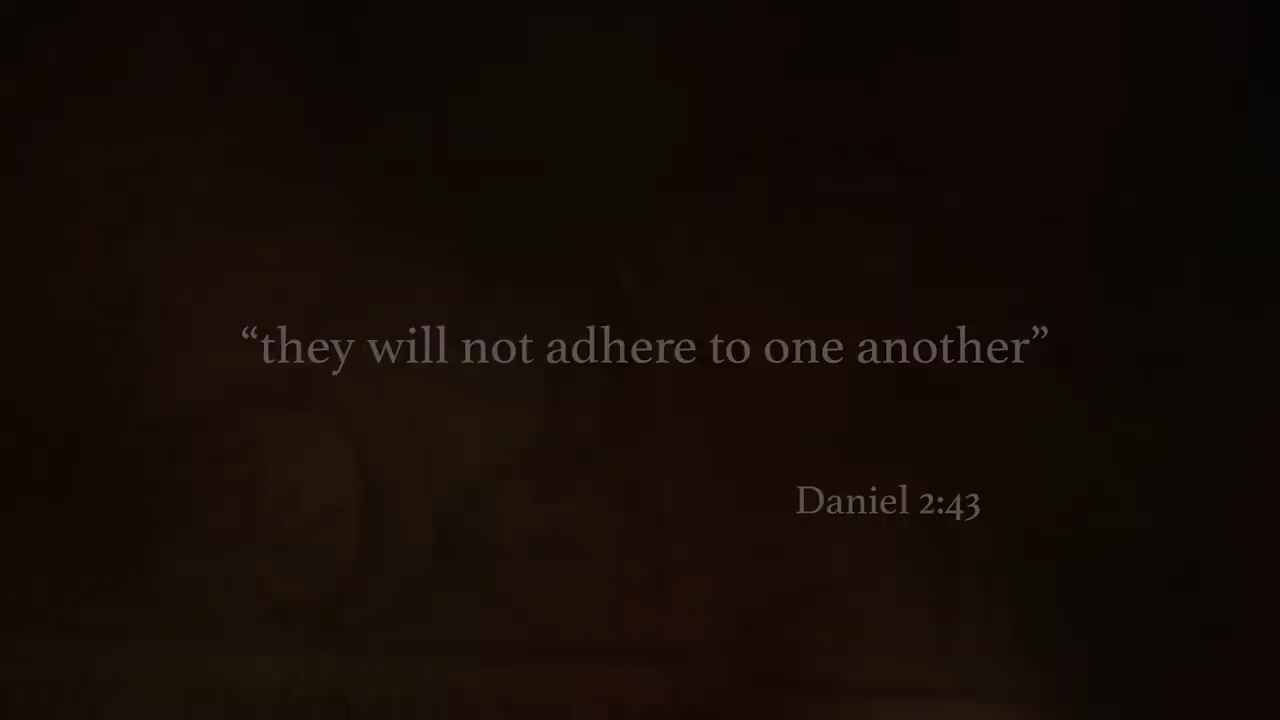 “they will not adhere to one another”
Daniel 2:43